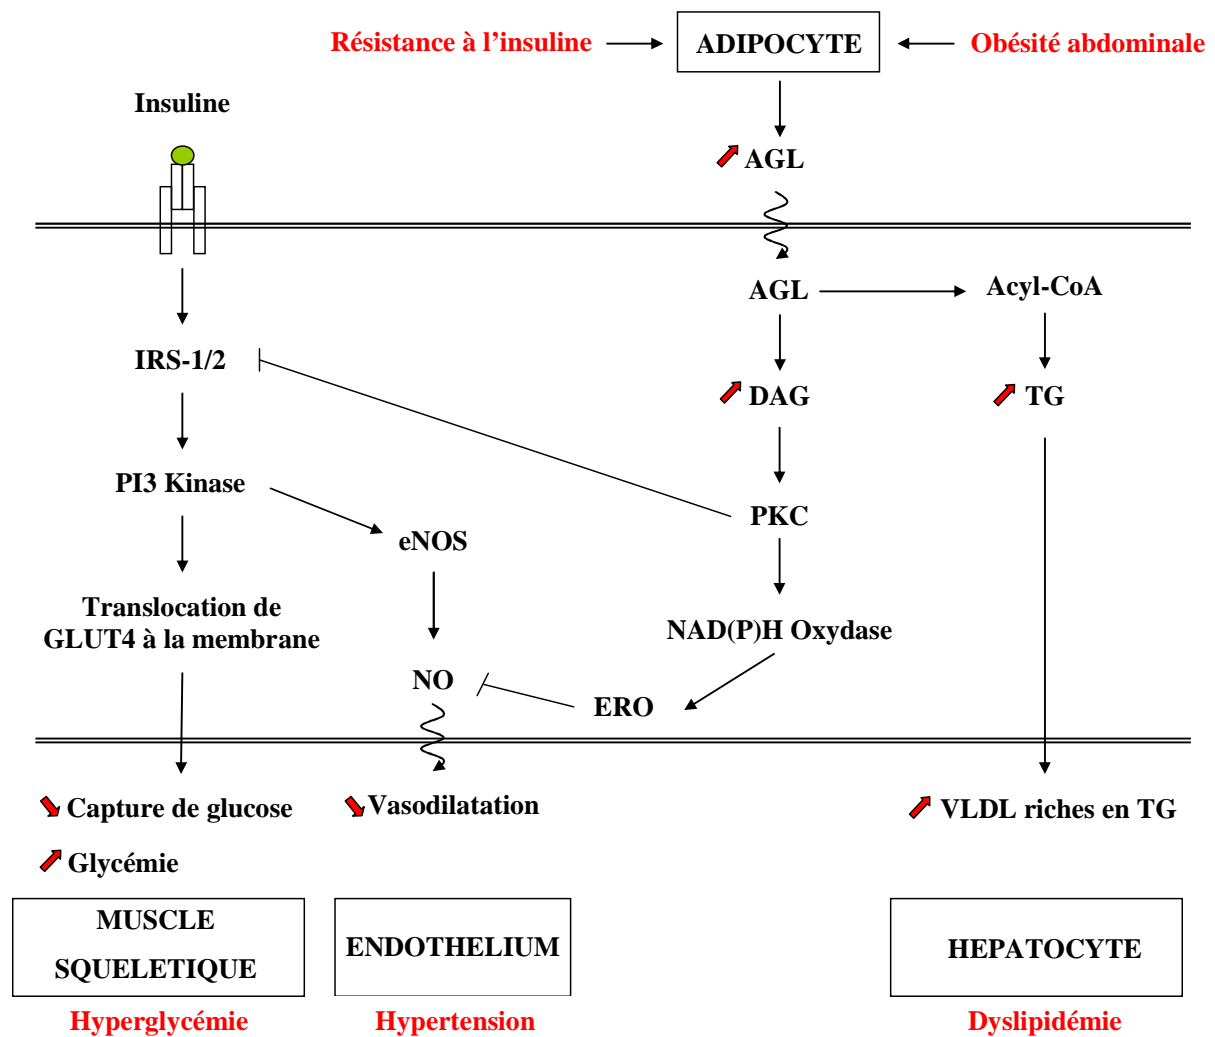 Résistance à l’insuline
ADIPOCYTE
Obésité abdominale
Insuline
AGL
AGL
Acyl-CoA
IRS-1/2
DAG
TG
PI3 Kinase
PKC
eNOS
Translocation de
GLUT4 à la membrane
NAD(P)H Oxydase
NO
ERO
Capture de glucose
Vasodilatation
VLDL riches en TG
Glycémie
MUSCLE
SQUELETIQUE
ENDOTHELIUM
HEPATOCYTE
Hyperglycémie
Hypertension
Dyslipidémie